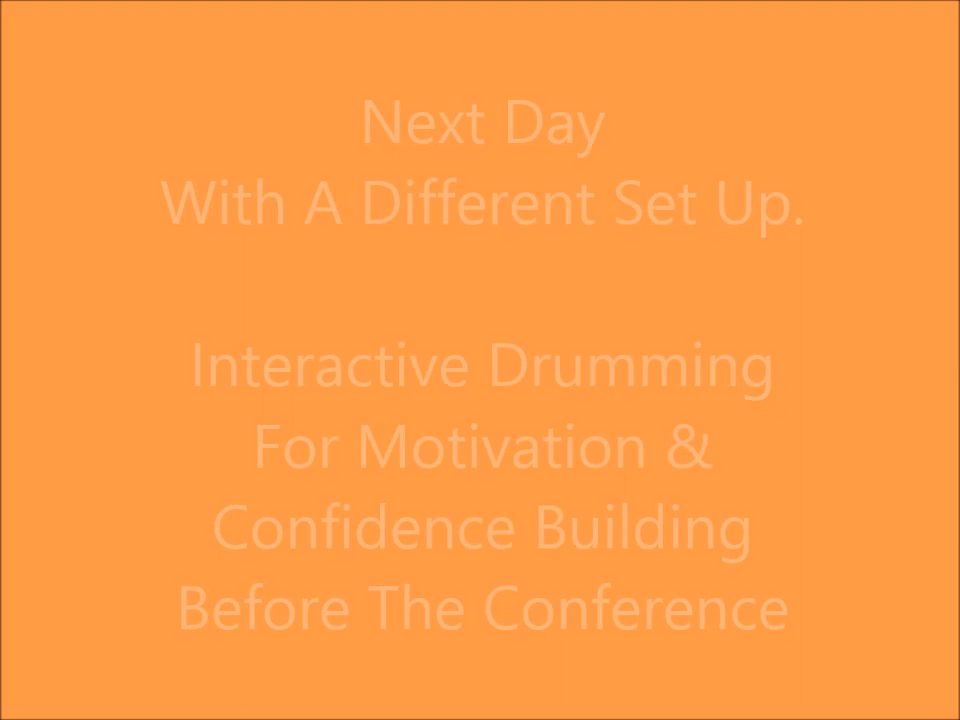 Next Day
With A Different Set Up.
Interactive Drumming
For Motivation &
Confidence Building
Before The Conference